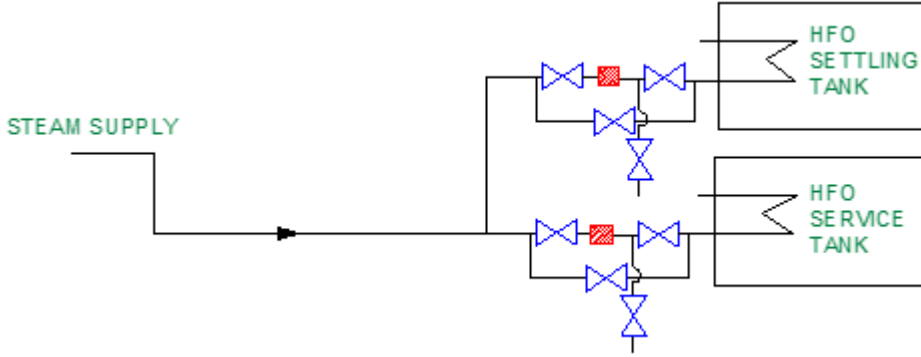 HFO
SETTLING
TANK
STEAM SUPPLY
HFO
SERVICE
TANK